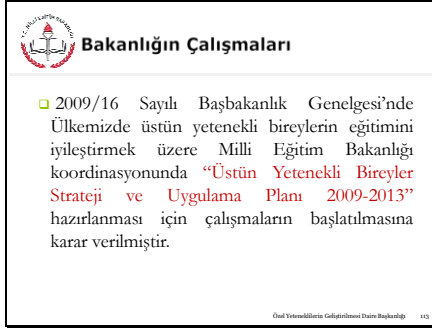 Bakanlığın Çalışmaları
2009/16 Sayılı Başbakanlık Genelgesi’nde
Ülkemizde üstün yetenekli bireylerin eğitimini
iyileştirmek üzere Milli Eğitim Bakanlığı
koordinasyonunda “Üstün Yetenekli Bireyler
Strateji ve Uygulama Planı 2009-2013”
hazırlanması için çalışmaların başlatılmasına
karar verilmiştir.
Özel Yeteneklilerin Geliştirilmesi Daire Başkanlığı 113